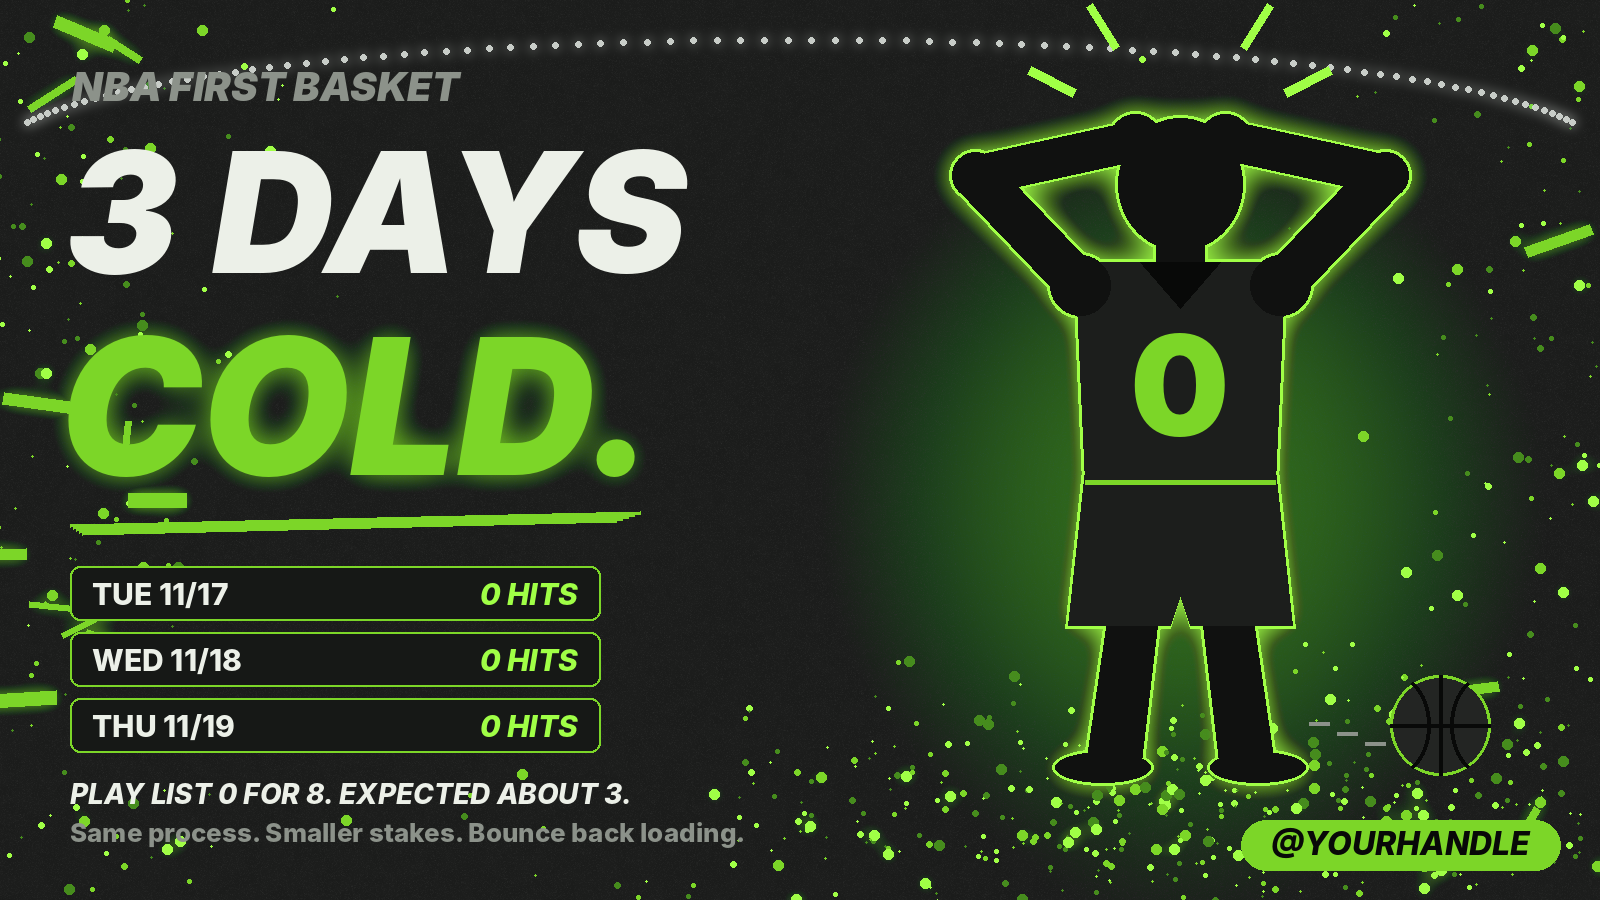 NBA FIRST BASKET
3 DAYS
COLD.
TUE 11/17 0 HITS
WED 11/18 0 HITS
THU 11/19 0 HITS
PLAY LIST 0 FOR 8. EXPECTED ABOUT 3.
Same process. Smaller stakes. Bounce back loading.
0
@YOURHANDLE